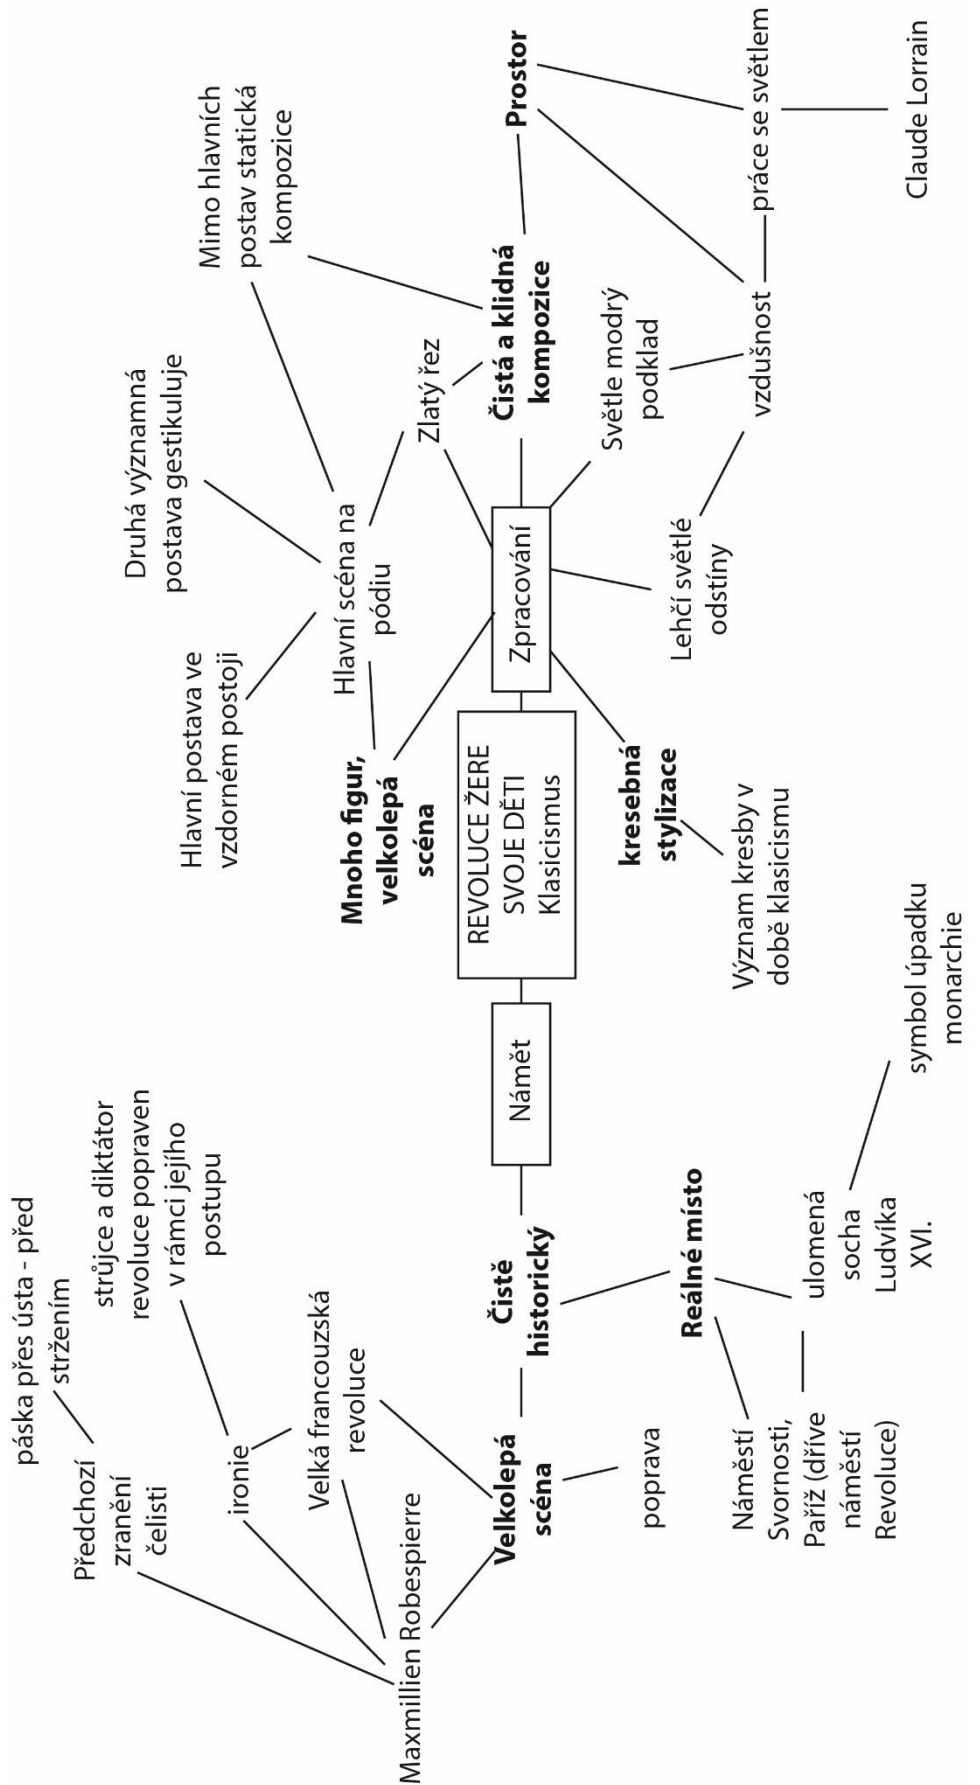 páska přes ústa - před
stržením
Předchozí
zranění
čelisti
strůjce a diktátor
revoluce popraven
v rámci jejího
postupu
ironie
Velká francouzská
revoluce
Maxmillien Robespierre
Velkolepá
scéna
poprava
Čistě
historický
Reálné místo
Náměstí
Svornosti,
Paříž (dříve
náměstí
Revoluce)
ulomená
socha
Ludvíka
XVI.
symbol úpadku
monarchie
Námět
REVOLUCE ŽERE
SVOJE DĚTI
Klasicismus
Zpracování
Mnoho figur,
velkolepá
scéna
Hlavní postava ve
vzdorném postoji
Hlavní scéna na
pódiu
Druhá významná
postava gestikuluje
Mimo hlavních
postav statická
kompozice
Zlatý řez
Čistá a klidná
kompozice
Prostor
kresebná
stylizace
Význam kresby v
době klasicismu
Lehčí světlé
odstíny
Světle modrý
podklad
vzdušnost
práce se světlem
Claude Lorrain